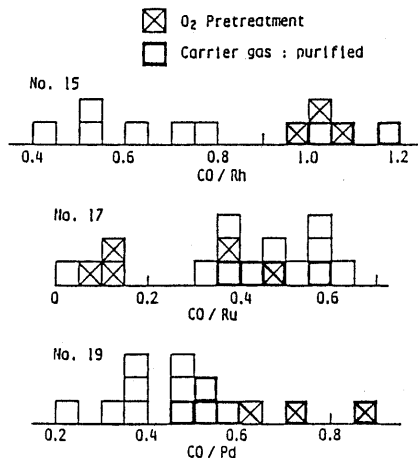 O₂ Pretreatment
Carrier gas : purified
No. 15
0.4 0.6 0.8 1.0 1.2
CO / Rh
No. 17
0 0.2 0.4 0.6
CO / Ru
No. 19
0.2 0.4 0.6 0.8
CO / Pd